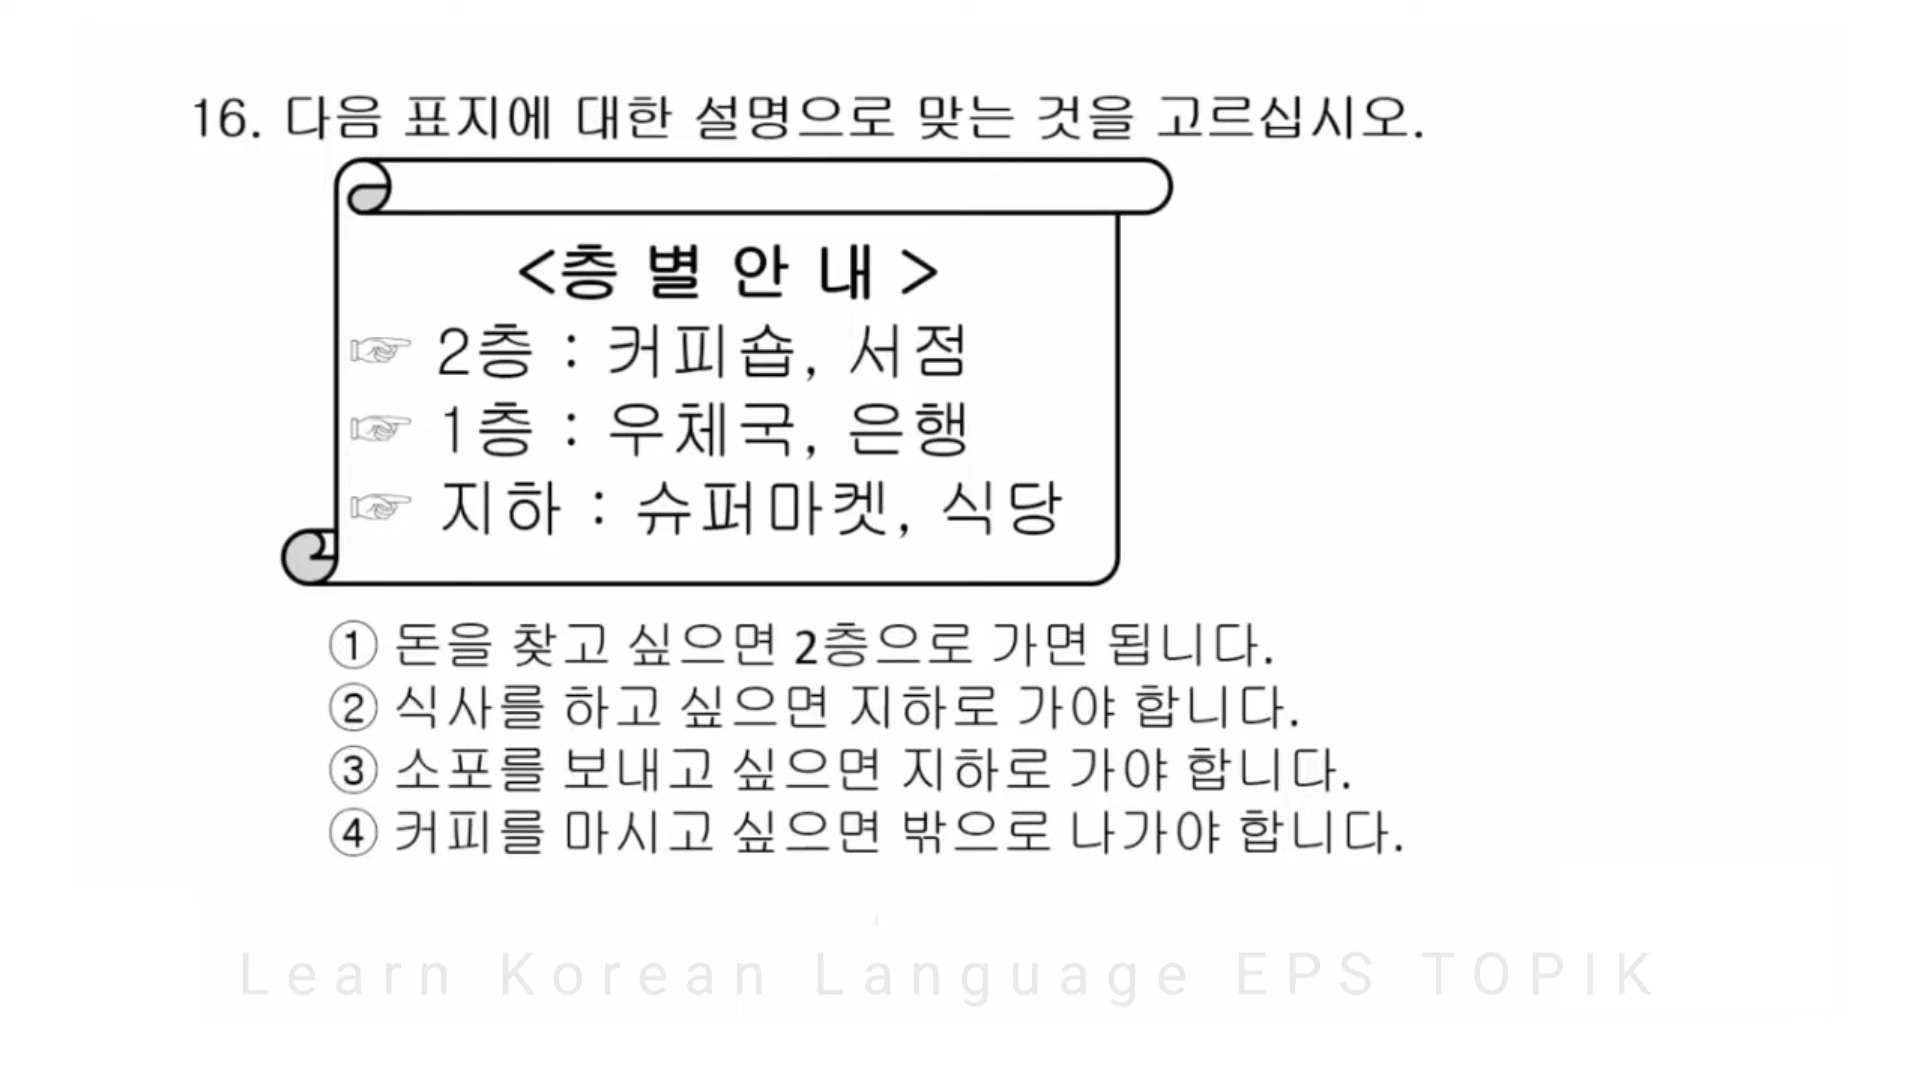 16. 다음 표지에 대한 설명으로 맞는 것을 고르십시오.
<층 별 안 내 >
☞ 2층 : 커피숍, 서점
☞ 1층 : 우체국, 은행
☞ 지하 : 슈퍼마켓, 식당
① 돈을 찾고 싶으면 2층으로 가면 됩니다.
② 식사를 하고 싶으면 지하로 가야 합니다.
③ 소포를 보내고 싶으면 지하로 가야 합니다.
④ 커피를 마시고 싶으면 밖으로 나가야 합니다.
Learn Korean Language EPS TOPIK